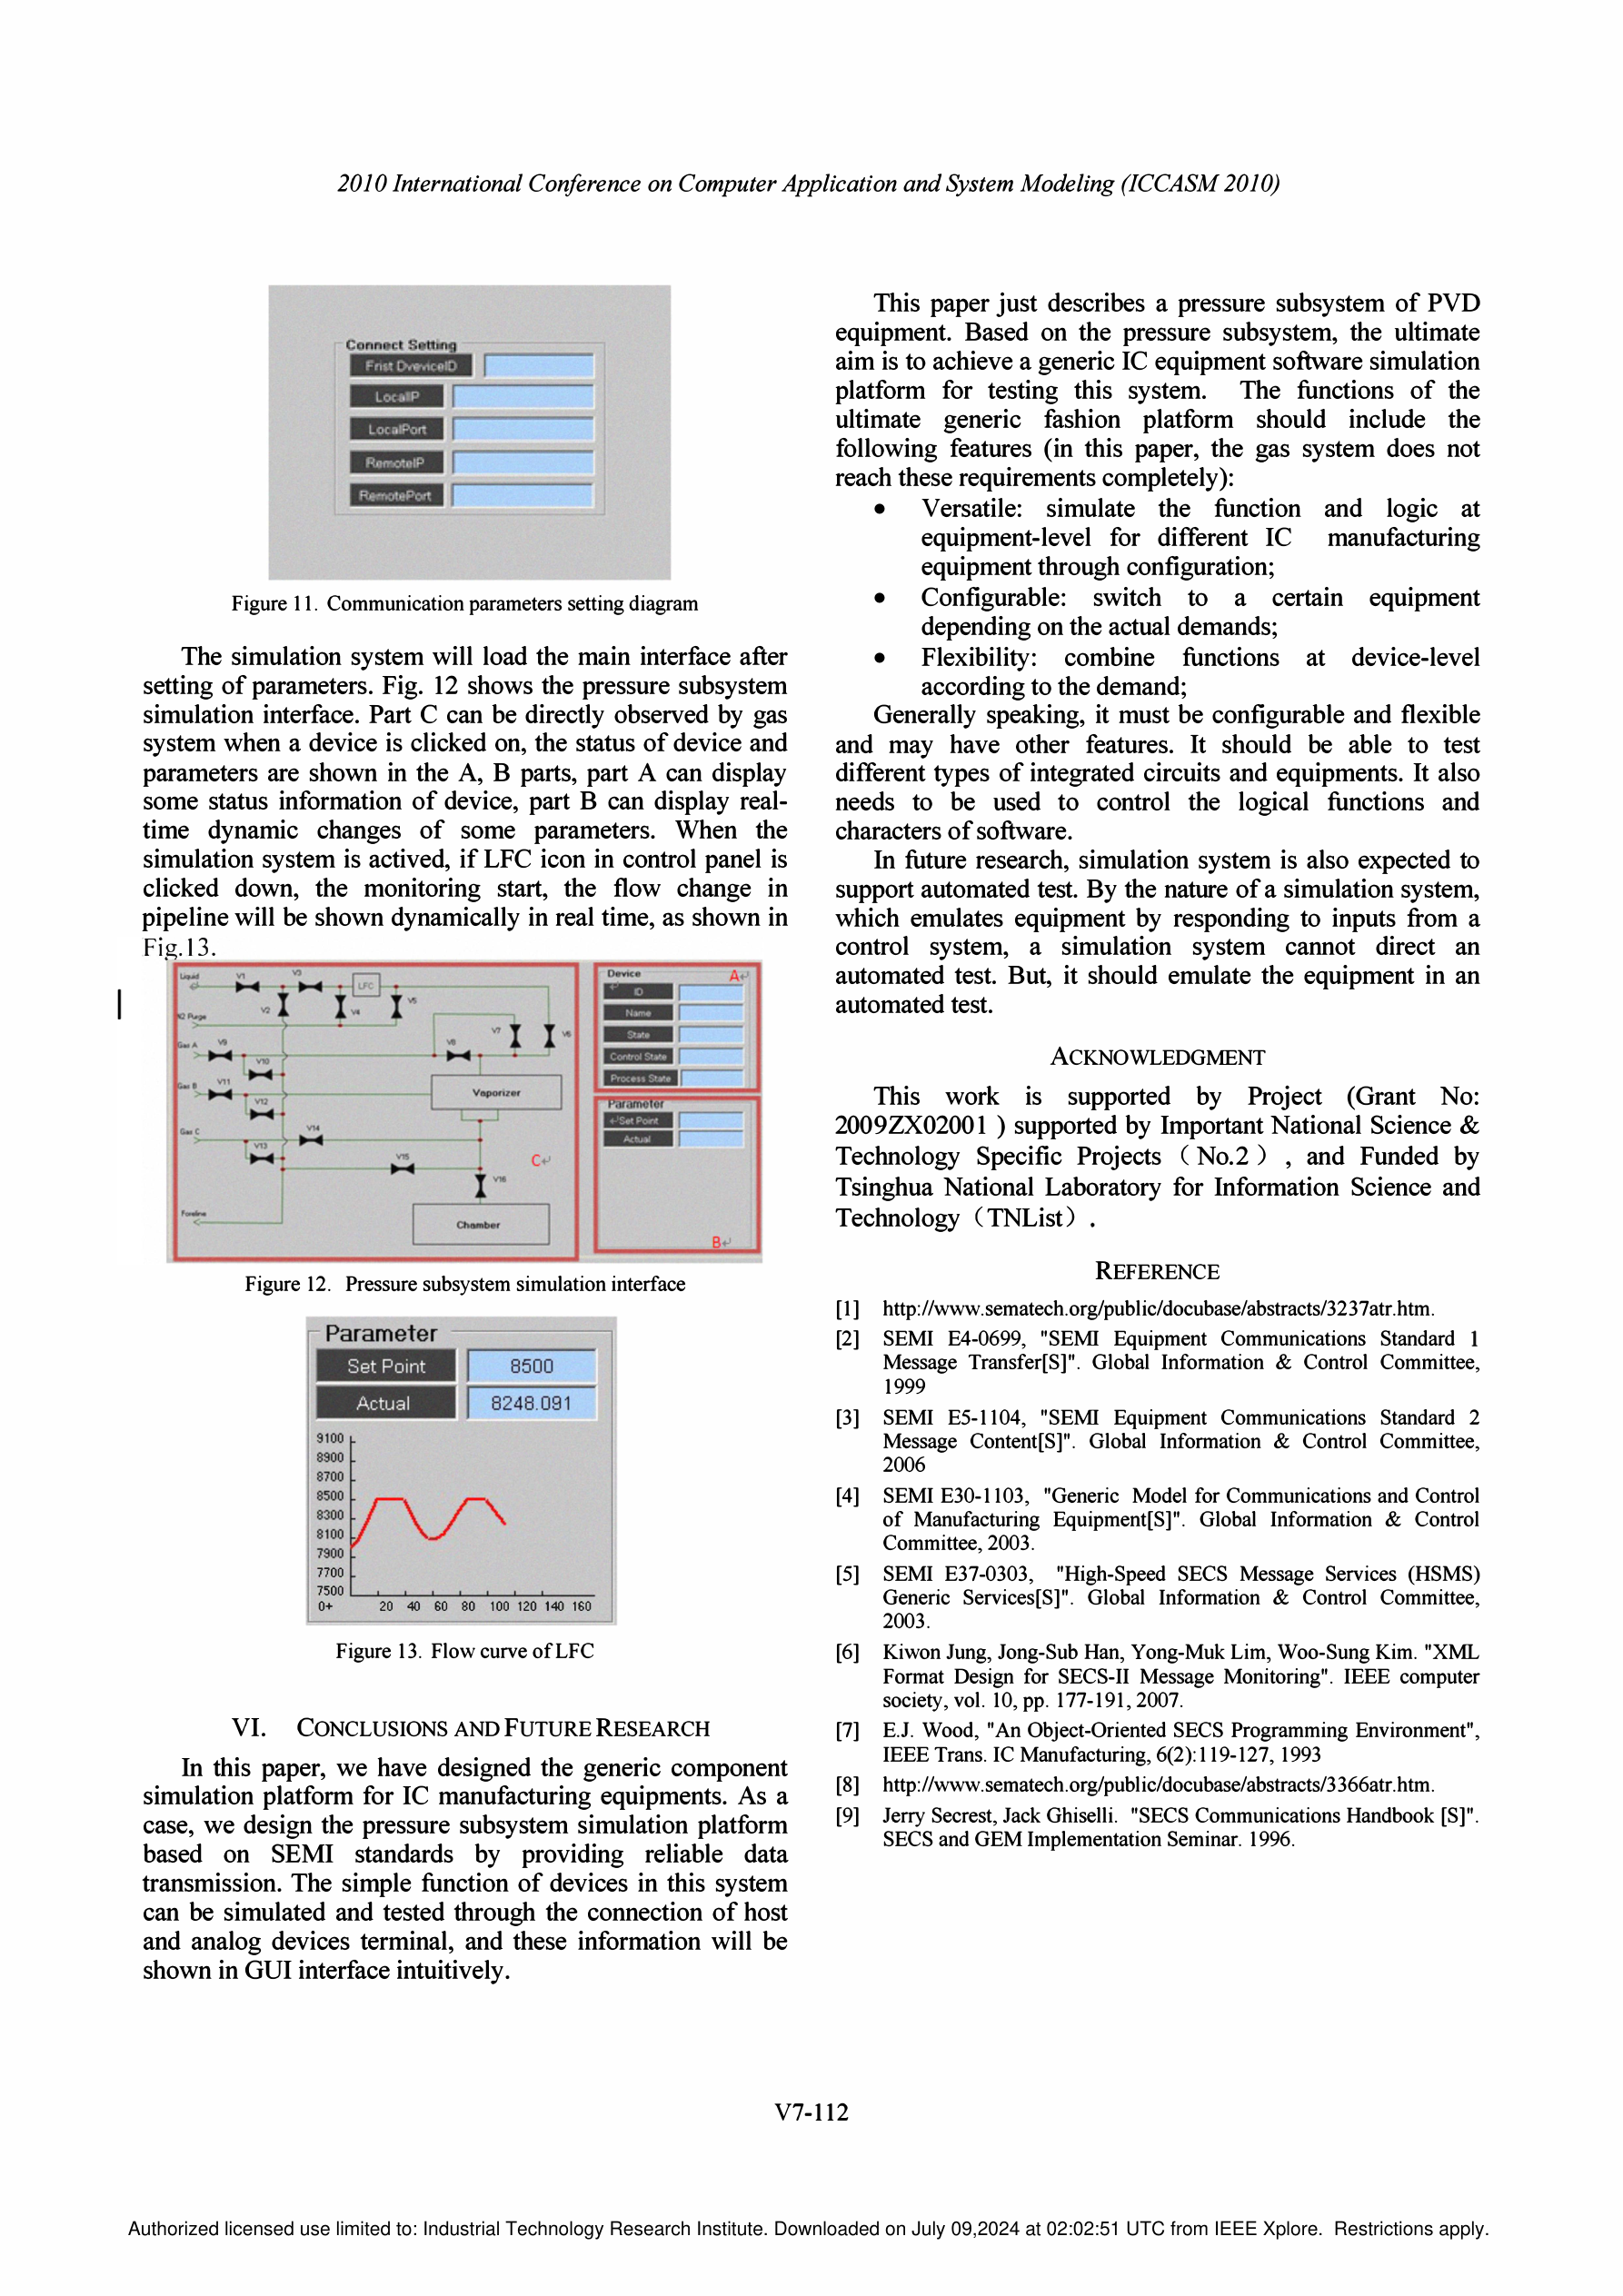 2010 International Conference on Computer Application and System Modeling (ICCASM 2010)
Connect Setting
Frist DveviceID
LocalIP
LocalPort
RemoteIP
RemotePort
Figure 11. Communication parameters setting diagram
The simulation system will load the main interface after
setting of parameters. Fig. 12 shows the pressure subsystem
simulation interface. Part C can be directly observed by gas
system when a device is clicked on, the status of device and
parameters are shown in the A, B parts, part A can display
some status information of device, part B can display real-
time dynamic changes of some parameters. When the
simulation system is actived, if LFC icon in control panel is
clicked down, the monitoring start, the flow change in
pipeline will be shown dynamically in real time, as shown in
Fig.13.
Liquid V1 V3 LFC
V2 V4 V5
N2 Purge
V7 V6
Gas A V9 V8
V10
Gas B V11 Vaporizer
V12
Gas C V14
V13 V15 C
V16
Foreline
Chamber
Device A
ID
Name
State
Control State
Process State
Parameter
Set Point
Actual
B
Figure 12. Pressure subsystem simulation interface
Parameter
Set Point 8500
Actual 8248.091
9100
8900
8700
8500
8300
8100
7900
7700
7500
0+ 20 40 60 80 100 120 140 160
Figure 13. Flow curve of LFC
VI. CONCLUSIONS AND FUTURE RESEARCH
In this paper, we have designed the generic component
simulation platform for IC manufacturing equipments. As a
case, we design the pressure subsystem simulation platform
based on SEMI standards by providing reliable data
transmission. The simple function of devices in this system
can be simulated and tested through the connection of host
and analog devices terminal, and these information will be
shown in GUI interface intuitively.
This paper just describes a pressure subsystem of PVD
equipment. Based on the pressure subsystem, the ultimate
aim is to achieve a generic IC equipment software simulation
platform for testing this system. The functions of the
ultimate generic fashion platform should include the
following features (in this paper, the gas system does not
reach these requirements completely):
• Versatile: simulate the function and logic at
equipment-level for different IC manufacturing
equipment through configuration;
• Configurable: switch to a certain equipment
depending on the actual demands;
• Flexibility: combine functions at device-level
according to the demand;
Generally speaking, it must be configurable and flexible
and may have other features. It should be able to test
different types of integrated circuits and equipments. It also
needs to be used to control the logical functions and
characters of software.
In future research, simulation system is also expected to
support automated test. By the nature of a simulation system,
which emulates equipment by responding to inputs from a
control system, a simulation system cannot direct an
automated test. But, it should emulate the equipment in an
automated test.
ACKNOWLEDGMENT
This work is supported by Project (Grant No:
2009ZX02001 ) supported by Important National Science &
Technology Specific Projects（No.2）, and Funded by
Tsinghua National Laboratory for Information Science and
Technology（TNList）.
REFERENCE
[1] http://www.sematech.org/public/docubase/abstracts/3237atr.htm.
[2] SEMI E4-0699, "SEMI Equipment Communications Standard 1
Message Transfer[S]". Global Information & Control Committee,
1999
[3] SEMI E5-1104, "SEMI Equipment Communications Standard 2
Message Content[S]". Global Information & Control Committee,
2006
[4] SEMI E30-1103, "Generic Model for Communications and Control
of Manufacturing Equipment[S]". Global Information & Control
Committee, 2003.
[5] SEMI E37-0303, "High-Speed SECS Message Services (HSMS)
Generic Services[S]". Global Information & Control Committee,
2003.
[6] Kiwon Jung, Jong-Sub Han, Yong-Muk Lim, Woo-Sung Kim. "XML
Format Design for SECS-II Message Monitoring". IEEE computer
society, vol. 10, pp. 177-191, 2007.
[7] E.J. Wood, "An Object-Oriented SECS Programming Environment",
IEEE Trans. IC Manufacturing, 6(2):119-127, 1993
[8] http://www.sematech.org/public/docubase/abstracts/3366atr.htm.
[9] Jerry Secrest, Jack Ghiselli. "SECS Communications Handbook [S]".
SECS and GEM Implementation Seminar. 1996.
V7-112
Authorized licensed use limited to: Industrial Technology Research Institute. Downloaded on July 09,2024 at 02:02:51 UTC from IEEE Xplore. Restrictions apply.